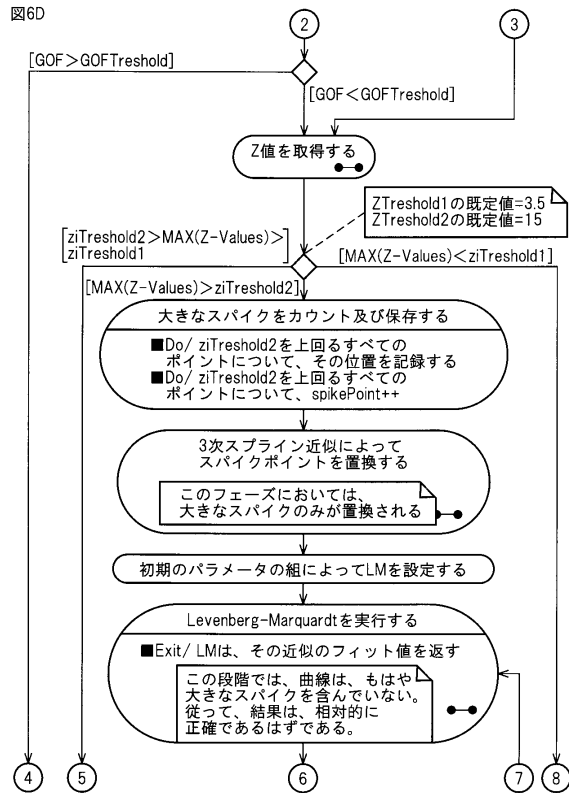 図6D
2
3
[GOF>GOFTreshold]
[GOF<GOFTreshold]
Z値を取得する
ZTreshold1の既定値=3.5
ZTreshold2の既定値=15
[ziTreshold2>MAX(Z-Values)>
ziTreshold1]
[MAX(Z-Values)<ziTreshold1]
[MAX(Z-Values)>ziTreshold2]
大きなスパイクをカウント及び保存する
■Do/ ziTreshold2を上回るすべての
ポイントについて、その位置を記録する
■Do/ ziTreshold2を上回るすべての
ポイントについて、spikePoint++
3次スプライン近似によって
スパイクポイントを置換する
このフェーズにおいては、
大きなスパイクのみが置換される
初期のパラメータの組によってLMを設定する
Levenberg-Marquardtを実行する
■Exit/ LMは、その近似のフィット値を返す
この段階では、曲線は、もはや
大きなスパイクを含んでいない。
従って、結果は、相対的に
正確であるはずである。
4
5
6
7
8